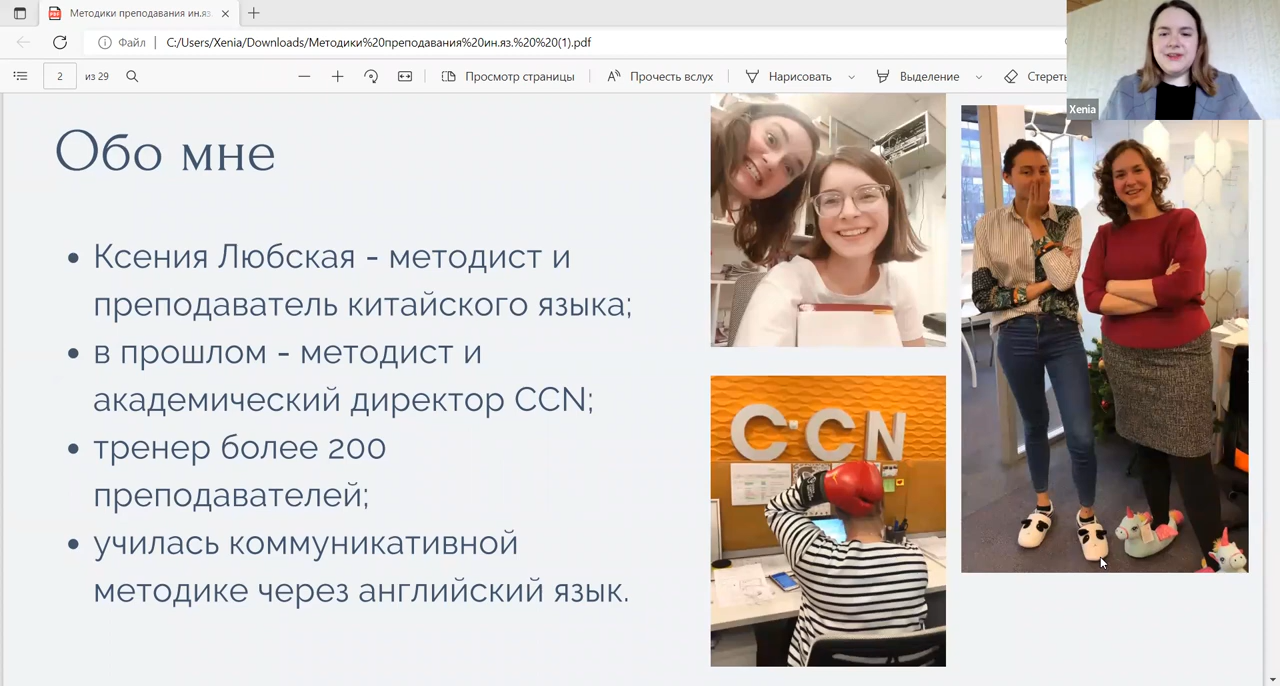 Методики преподавания ин.яз.
Файл
C:/Users/Xenia/Downloads/Методики%20преподавания%20ин.яз.%20%20(1).pdf
2
из 29
Просмотр страницы
Прочесть вслух
Нарисовать
Выделение
Стереть
Xenia
Обо мне
• Ксения Любская - методист и
преподаватель китайского языка;
• в прошлом - методист и
академический директор CCN;
• тренер более 200
преподавателей;
• училась коммуникативной
методике через английский язык.
C·CN